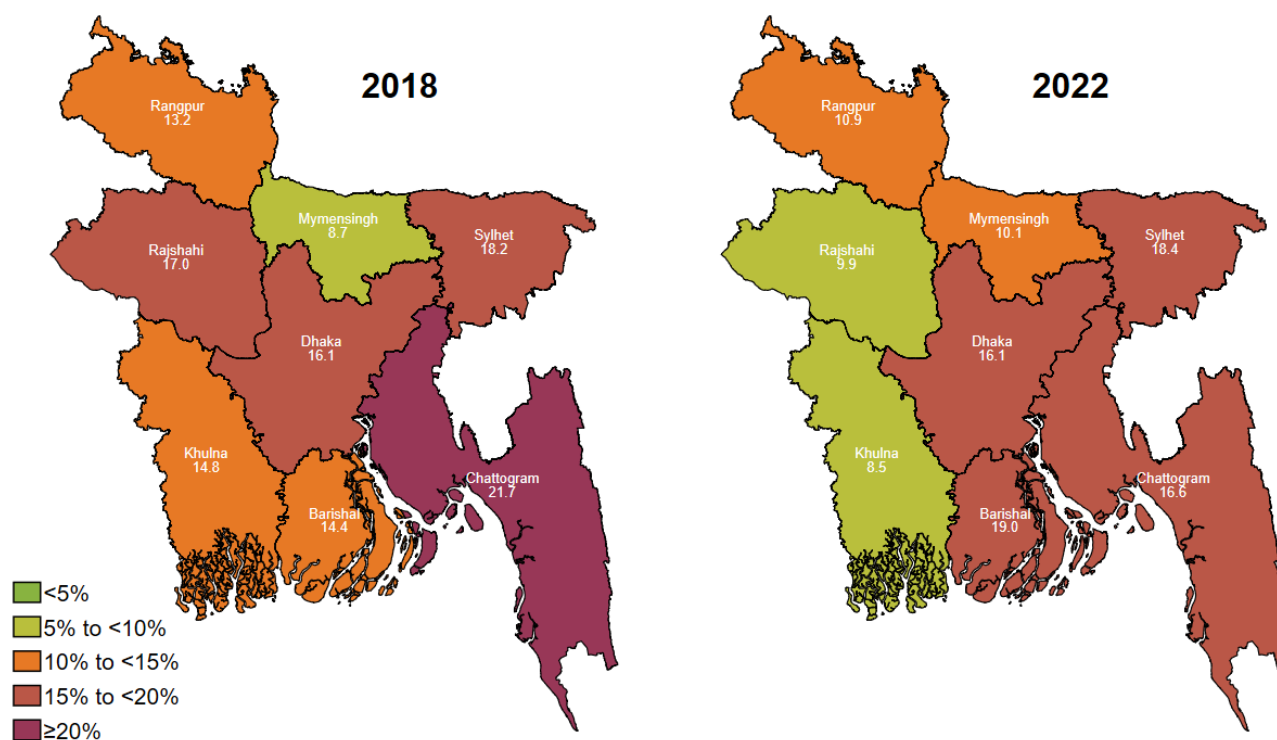 2018
Rangpur
13.2
Mymensingh
8.7
Sylhet
18.2
Rajshahi
17.0
Dhaka
16.1
Khulna
14.8
Barishal
14.4
Chattogram
21.7
<5%
5% to <10%
10% to <15%
15% to <20%
≥20%
2022
Rangpur
10.9
Mymensingh
10.1
Sylhet
18.4
Rajshahi
9.9
Dhaka
16.1
Khulna
8.5
Barishal
19.0
Chattogram
16.6